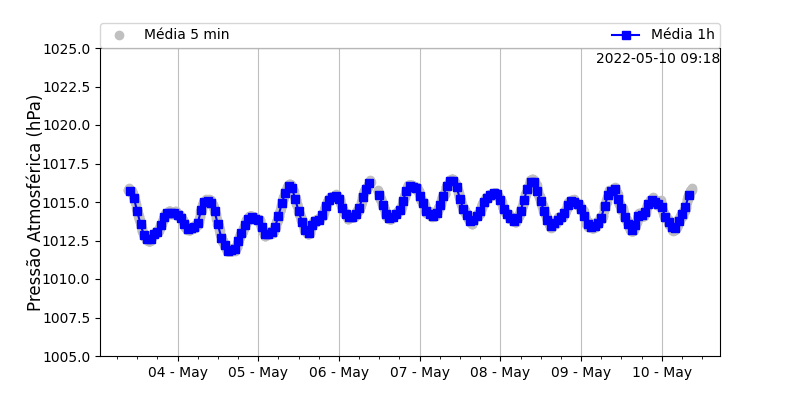 Média 5 min
Média 1h
2022-05-10 09:18
Pressão Atmosférica (hPa)
1025.0
1022.5
1020.0
1017.5
1015.0
1012.5
1010.0
1007.5
1005.0
04 - May
05 - May
06 - May
07 - May
08 - May
09 - May
10 - May